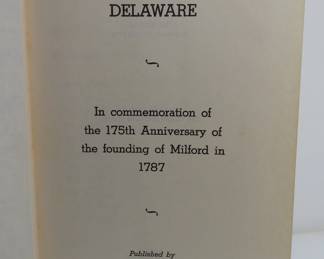 DELAWARE
In commemoration of
the 175th Anniversary of
the founding of Milford in
1787
Published by